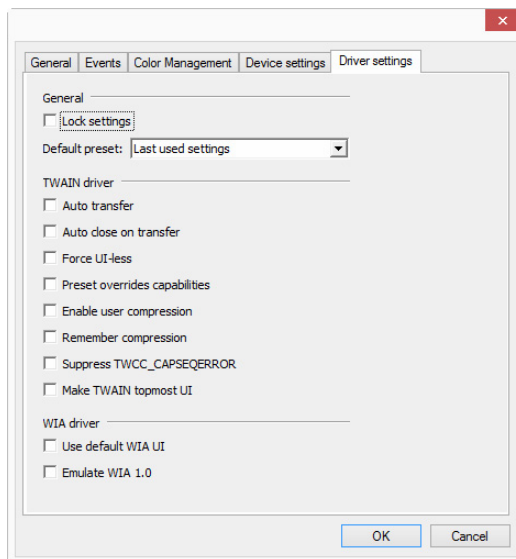 General
Events
Color Management
Device settings
Driver settings
General
Lock settings
Default preset: Last used settings
TWAIN driver
Auto transfer
Auto close on transfer
Force UI-less
Preset overrides capabilities
Enable user compression
Remember compression
Suppress TWCC_CAPSEQERROR
Make TWAIN topmost UI
WIA driver
Use default WIA UI
Emulate WIA 1.0
OK
Cancel